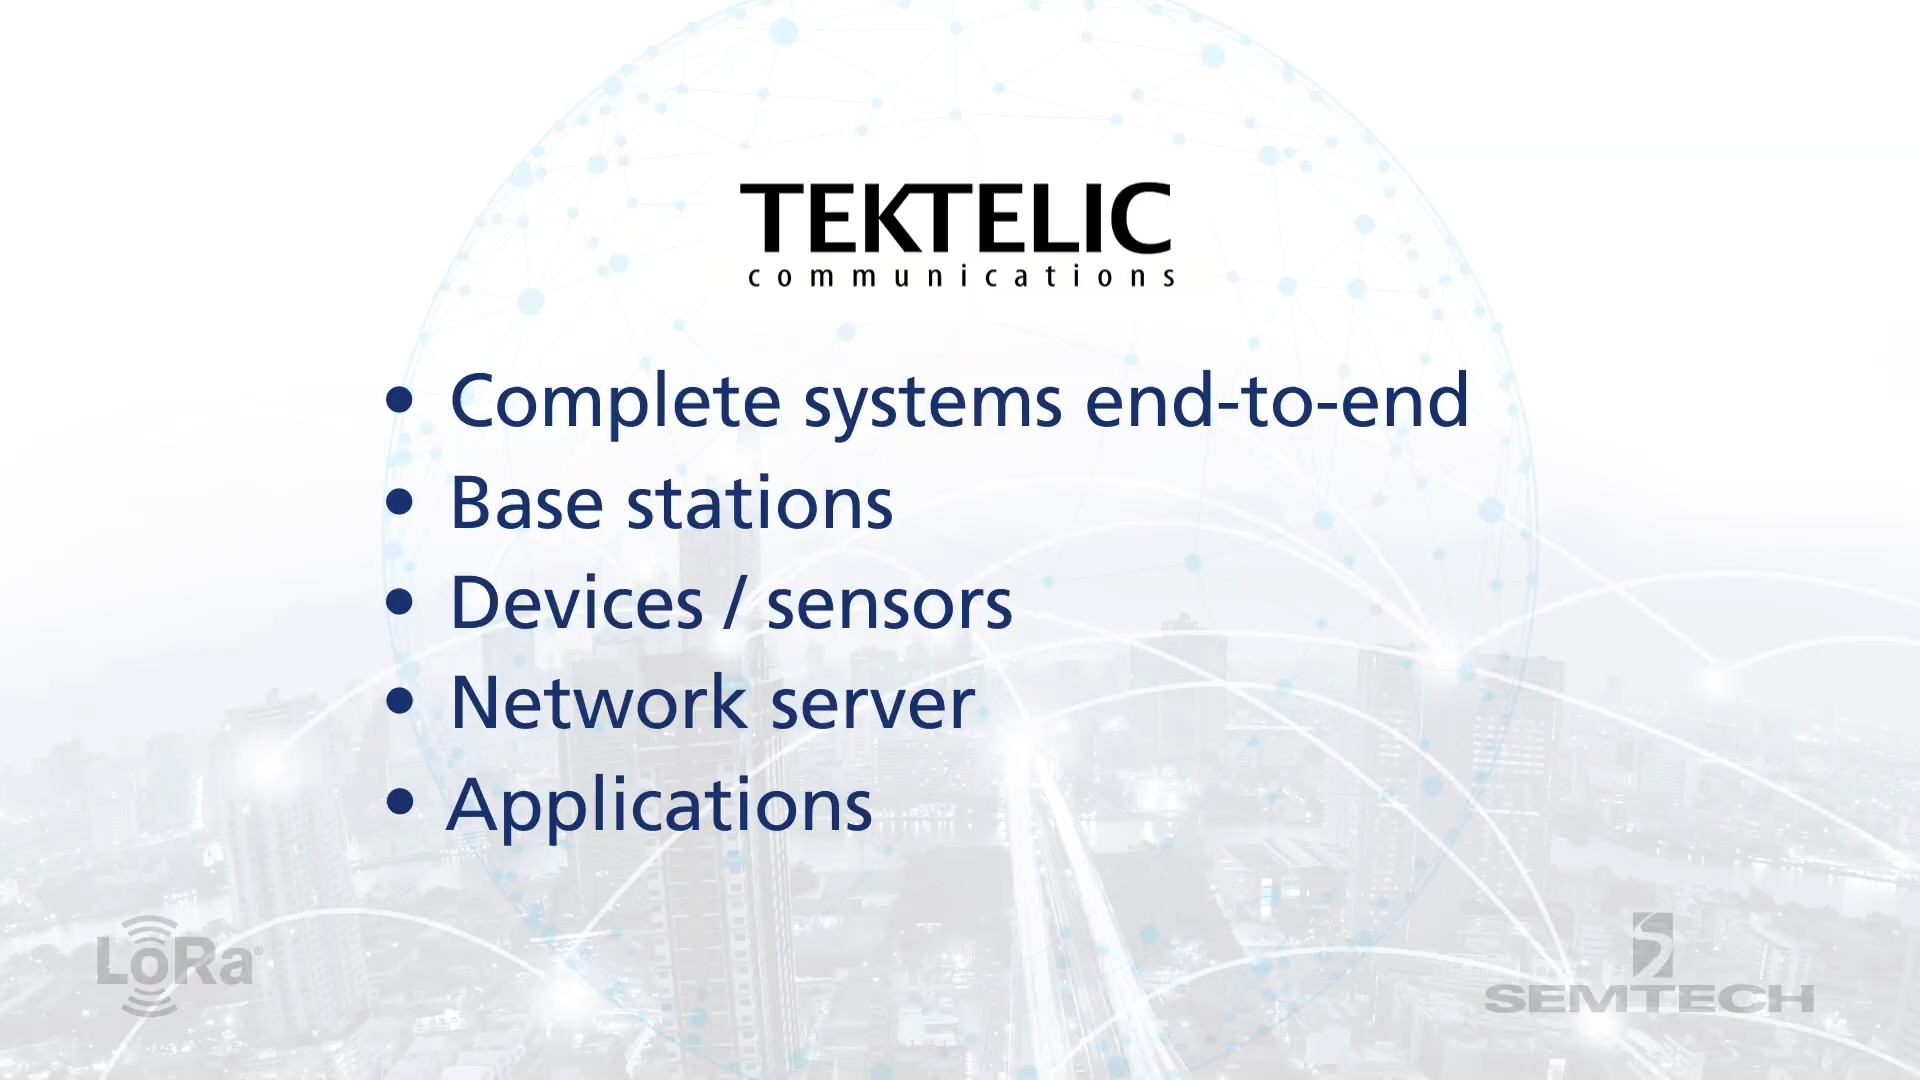 TEKTELIC
communications
• Complete systems end-to-end
• Base stations
• Devices / sensors
• Network server
• Applications
LoRa®
SEMTECH